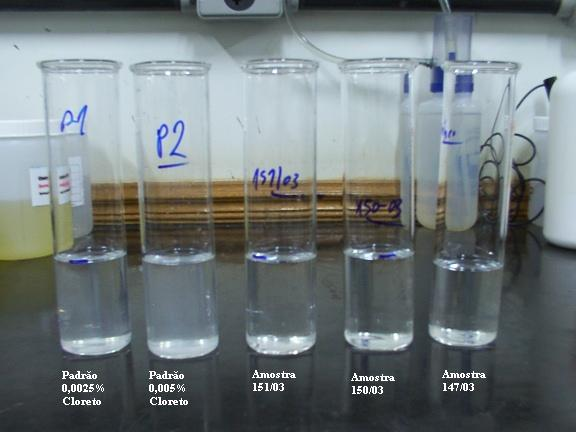 P1
P2
151/03
150-03
Padrão
0,0025%
Cloreto
Padrão
0,005%
Cloreto
Amostra
151/03
Amostra
150/03
Amostra
147/03